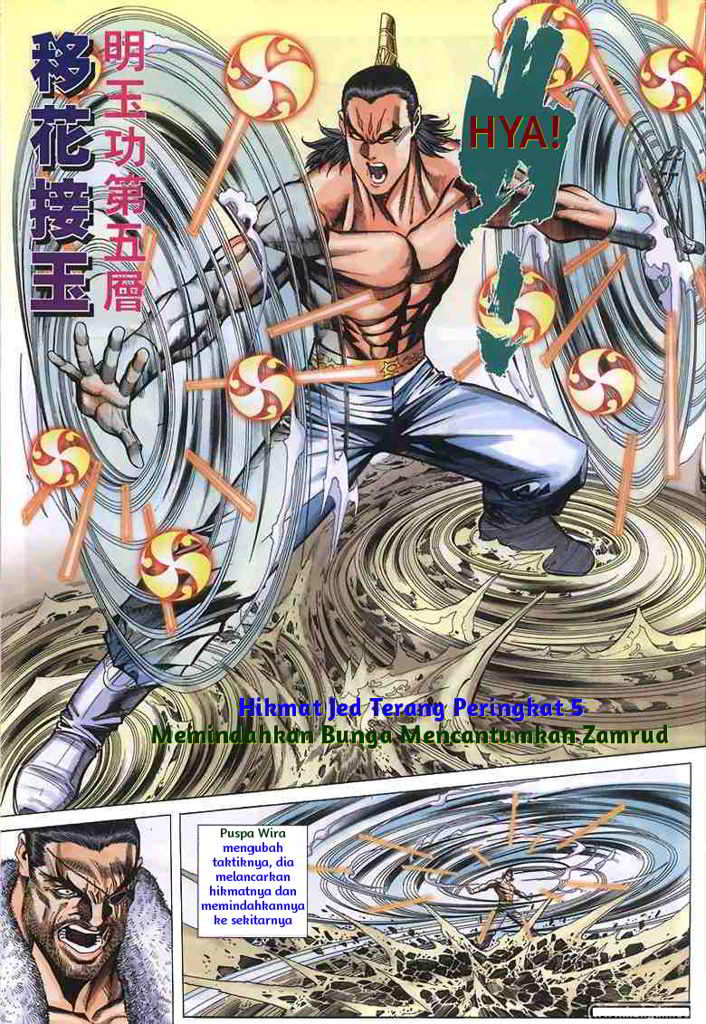 明玉功第五層
移花接玉
HYA!
Hikmat Jed Terang Peringkat 5
Memindahkan Bunga Mencantumkan Zamrud
Puspa Wira
mengubah
taktiknya, dia
melancarkan
hikmatnya dan
memindahkannya
ke sekitarnya